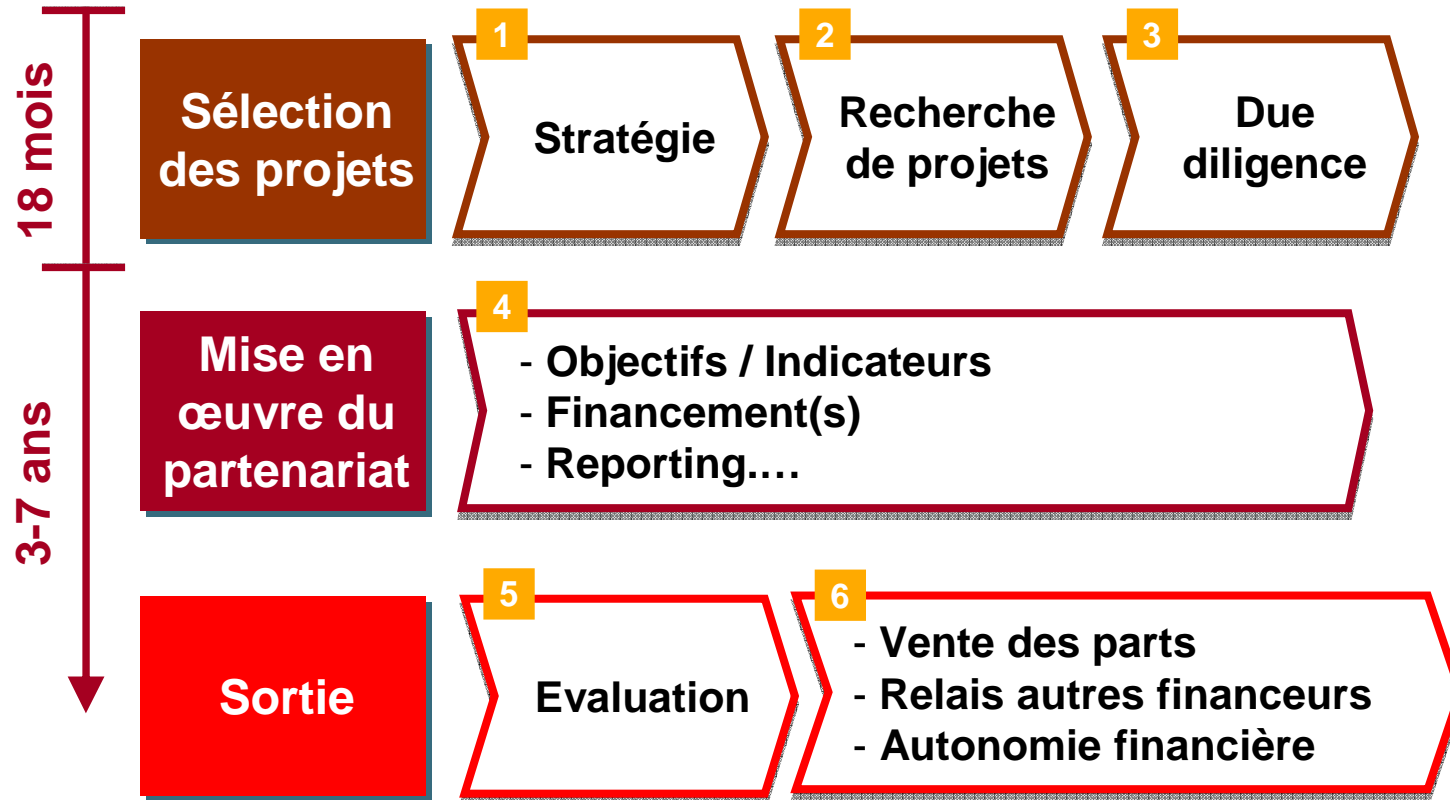 18 mois
Sélection
des projets
1
Stratégie
2
Recherche
de projets
3
Due
diligence
3-7 ans
Mise en
œuvre du
partenariat
4
- Objectifs / Indicateurs
- Financement(s)
- Reporting….
Sortie
5
Evaluation
6
- Vente des parts
- Relais autres financeurs
- Autonomie financière